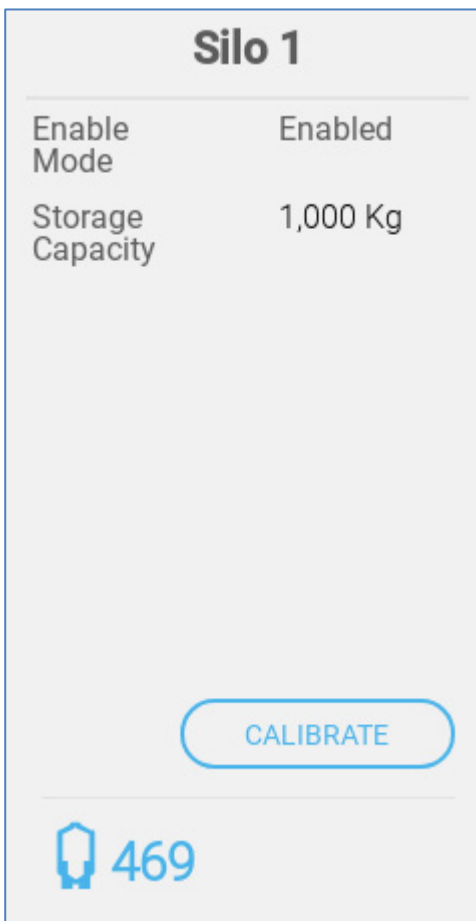 Silo 1
Enable Enabled
Mode
Storage 1,000 Kg
Capacity
CALIBRATE
469